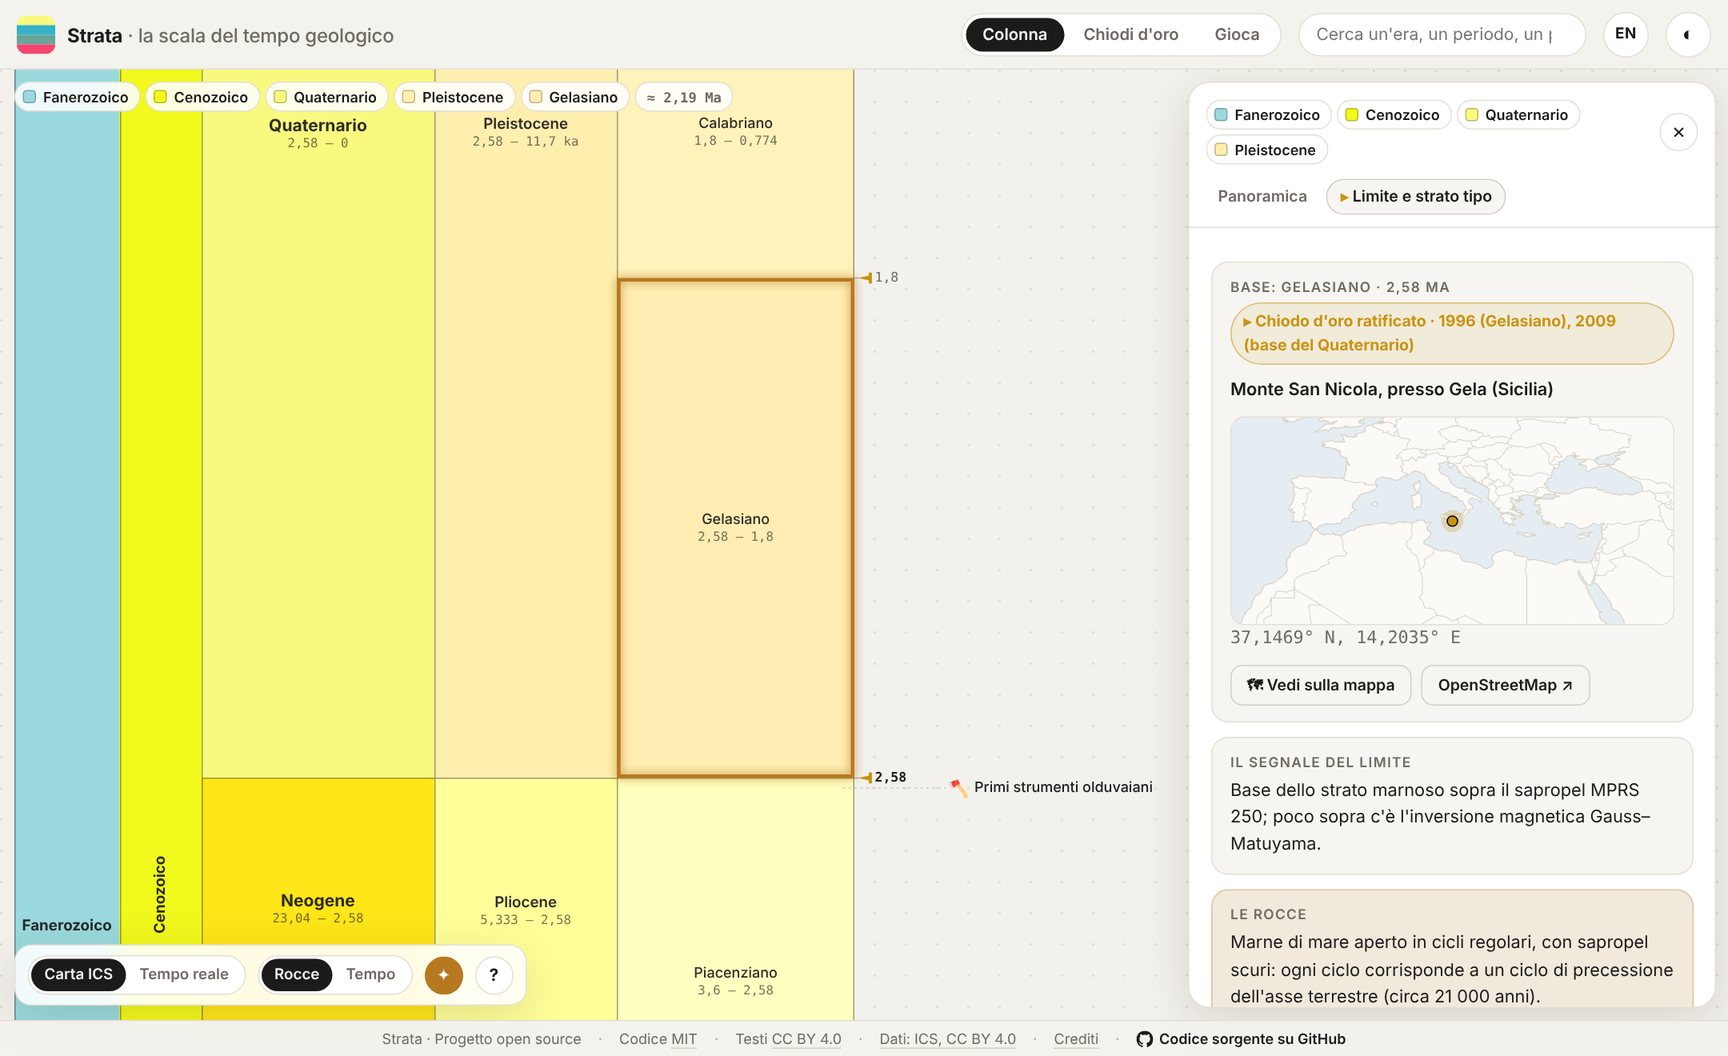 Strata · la scala del tempo geologico
Colonna
Chiodi d'oro
Gioca
Cerca un'era, un periodo, un
EN
Fanerozoico
Cenozoico
Quaternario
Pleistocene
Gelasiano
≈ 2,19 Ma
Quaternario
2,58 – 0
Pleistocene
2,58 – 11,7 ka
Calabriano
1,8 – 0,774
1,8
Gelasiano
2,58 – 1,8
2,58
Primi strumenti olduvaiani
Cenozoico
Fanerozoico
Neogene
23,04 – 2,58
Pliocene
5,333 – 2,58
Piacenziano
3,6 – 2,58
Carta ICS
Tempo reale
Rocce
Tempo
?
Fanerozoico
Cenozoico
Quaternario
Pleistocene
Panoramica
▸ Limite e strato tipo
BASE: GELASIANO · 2,58 MA
▸ Chiodo d'oro ratificato · 1996 (Gelasiano), 2009
(base del Quaternario)
Monte San Nicola, presso Gela (Sicilia)
37,1469° N, 14,2035° E
Vedi sulla mappa
OpenStreetMap ↗
IL SEGNALE DEL LIMITE
Base dello strato marnoso sopra il sapropel MPRS
250; poco sopra c'è l'inversione magnetica Gauss–
Matuyama.
LE ROCCE
Marne di mare aperto in cicli regolari, con sapropel
scuri: ogni ciclo corrisponde a un ciclo di precessione
dell'asse terrestre (circa 21 000 anni).
Strata · Progetto open source · Codice MIT · Testi CC BY 4.0 · Dati: ICS, CC BY 4.0 · Crediti · Codice sorgente su GitHub